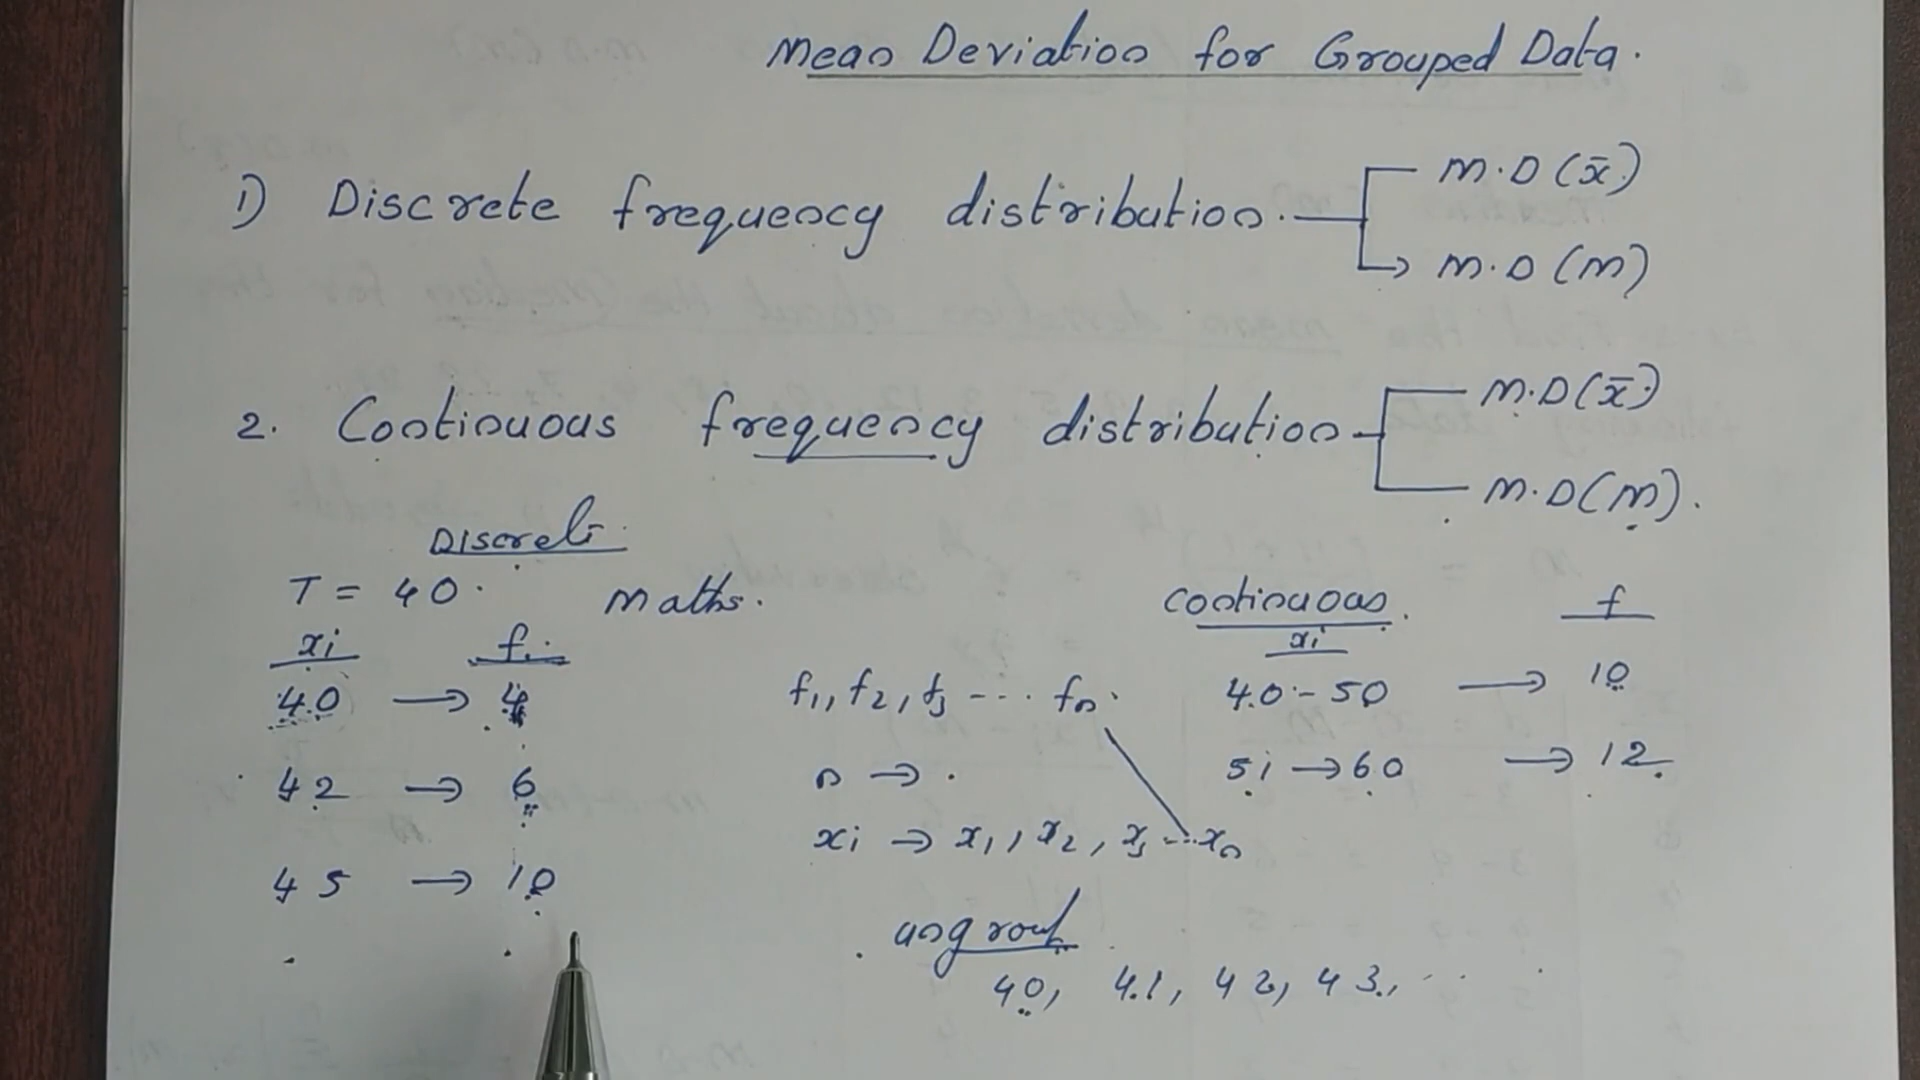 Mean Deviation for Grouped Data.
1) Discrete frequency distribution.
M.D (x̄)
→ M.D (M)
2. Continuous frequency distribution
M.D (x̄)
M.D (M).
Discrete
T = 40. maths.
xi f.
40 → 4
42 → 6
45 → 10
f1, f2, f3 --- fn.
n → .
xi → x1, x2, x3 ... xn
ungroup
40, 41, 42, 43, ..
Continuous. f
xi
40 - 50 → 10
51 → 60 → 12.